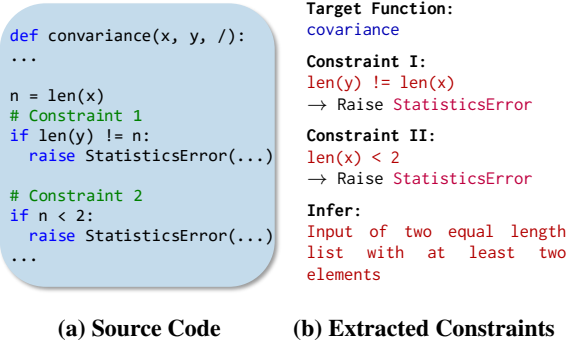 def convariance(x, y, /):
...
n = len(x)
# Constraint 1
if len(y) != n:
  raise StatisticsError(...)
# Constraint 2
if n < 2:
  raise StatisticsError(...)
...
(a) Source Code
Target Function:
covariance
Constraint I:
len(y) != len(x)
→ Raise StatisticsError
Constraint II:
len(x) < 2
→ Raise StatisticsError
Infer:
Input of two equal length
list with at least two
elements
(b) Extracted Constraints